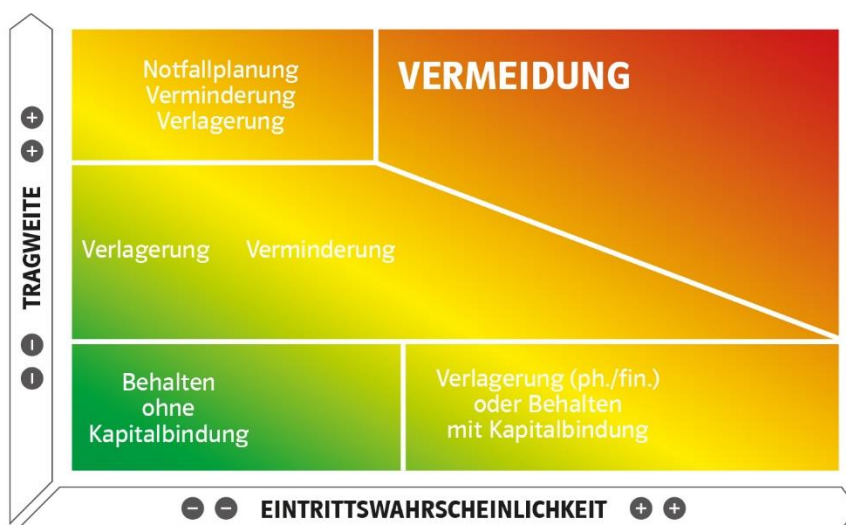 Notfallplanung
Verminderung
Verlagerung
VERMEIDUNG
TRAGWEITE
Verlagerung
Verminderung
Behalten
ohne
Kapitalbindung
Verlagerung (ph./fin.)
oder Behalten
mit Kapitalbindung
EINTRITTSWAHRSCHEINLICHKEIT